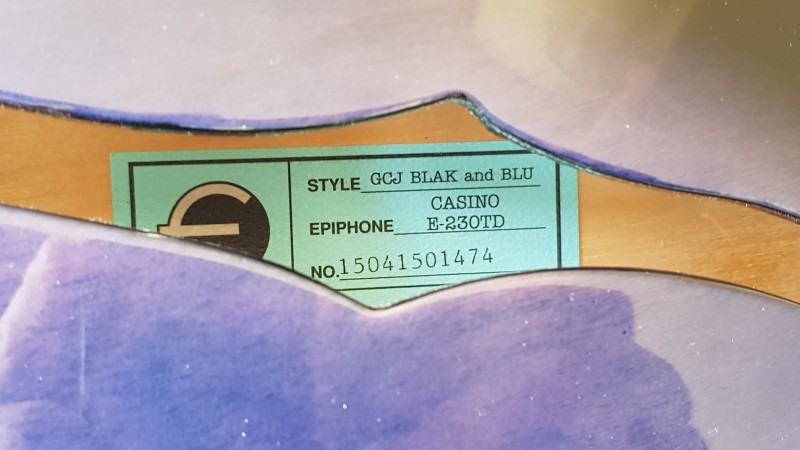 STYLE GCJ BLAK and BLU
CASINO
EPIPHONE E-230TD
NO. 15041501474